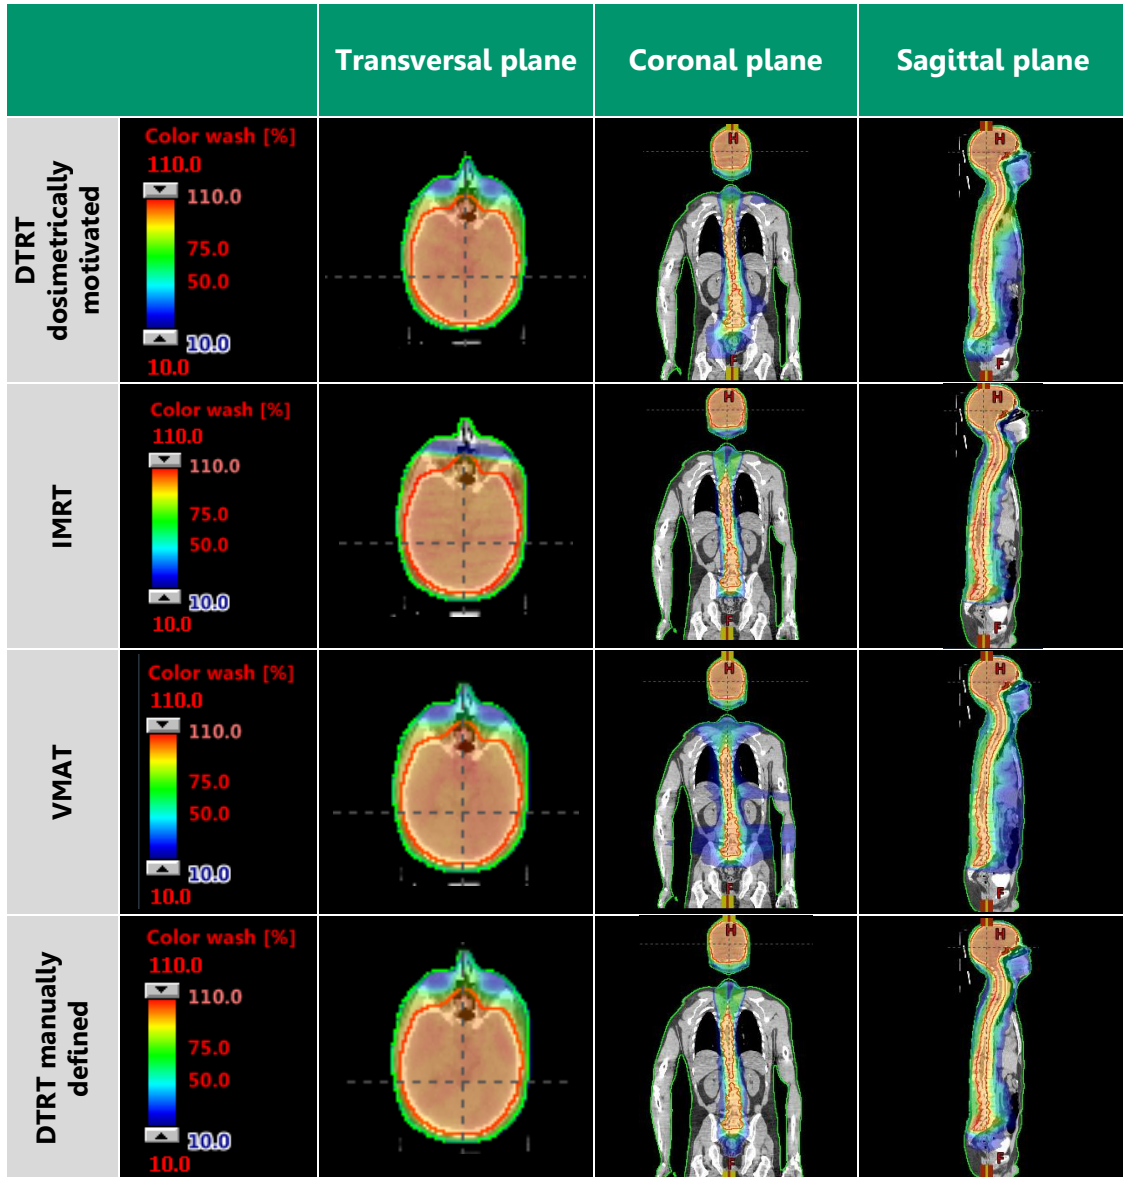 Transversal plane
Coronal plane
Sagittal plane
DTRT
dosimetrically
motivated
Color wash [%]
110.0
110.0
75.0
50.0
10.0
10.0
H
F
H
F
IMRT
Color wash [%]
110.0
110.0
75.0
50.0
10.0
10.0
H
F
H
F
VMAT
Color wash [%]
110.0
110.0
75.0
50.0
10.0
10.0
H
F
H
F
DTRT manually
defined
Color wash [%]
110.0
110.0
75.0
50.0
10.0
10.0
H
F
H
F